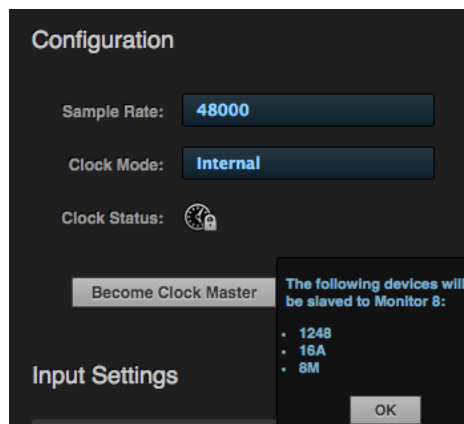 Configuration
Sample Rate: 48000
Clock Mode: Internal
Clock Status:
Become Clock Master
The following devices will
be slaved to Monitor 8:
• 1248
• 16A
• 8M
Input Settings
OK